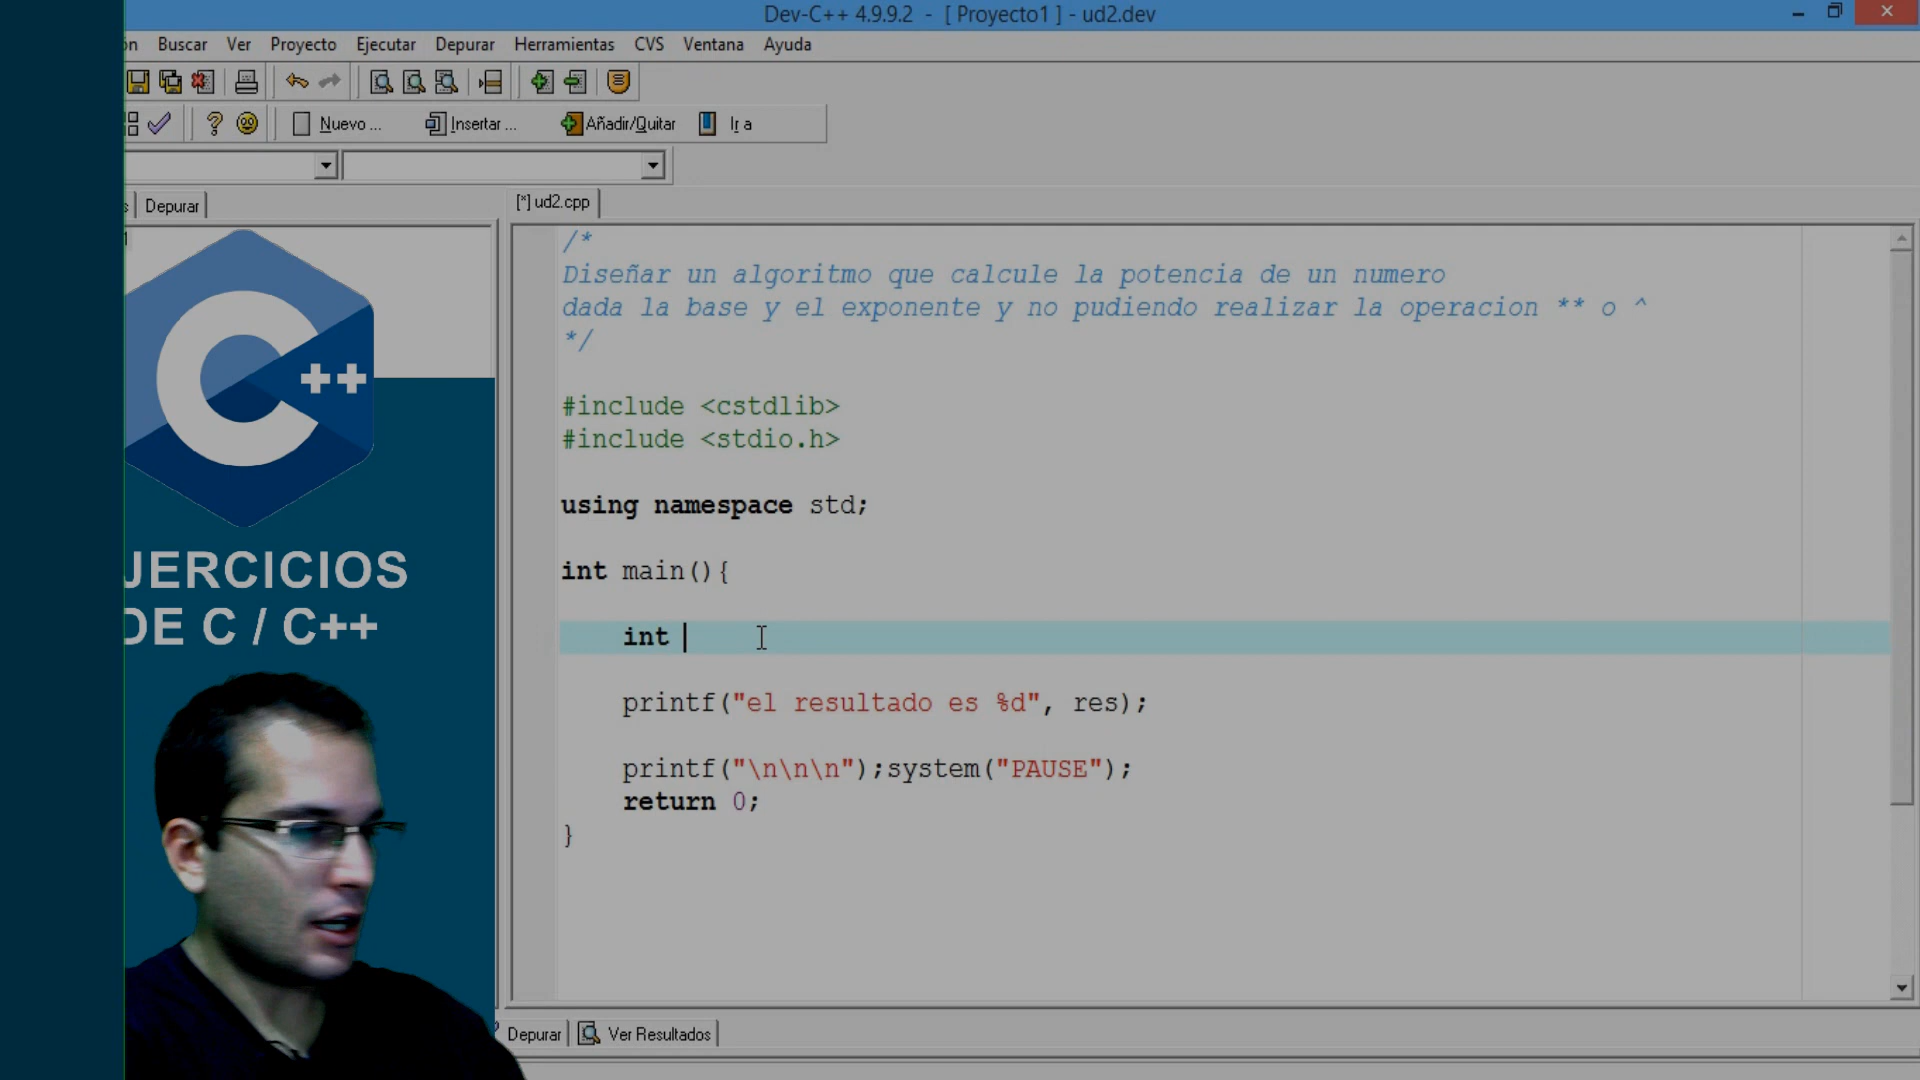 Dev-C++ 4.9.9.2 - [ Proyecto1 ] - ud2.dev
ón Buscar Ver Proyecto Ejecutar Depurar Herramientas CVS Ventana Ayuda
Nuevo ... Insertar ... Añadir/Quitar Ir a
s Depurar
[*] ud2.cpp
/*
Diseñar un algoritmo que calcule la potencia de un numero
dada la base y el exponente y no pudiendo realizar la operacion ** o ^
*/
#include <cstdlib>
#include <stdio.h>
using namespace std;
int main(){
int
printf("el resultado es %d", res);
printf("\n\n\n");system("PAUSE");
return 0;
}
C++
JERCICIOS
DE C / C++
Depurar Ver Resultados